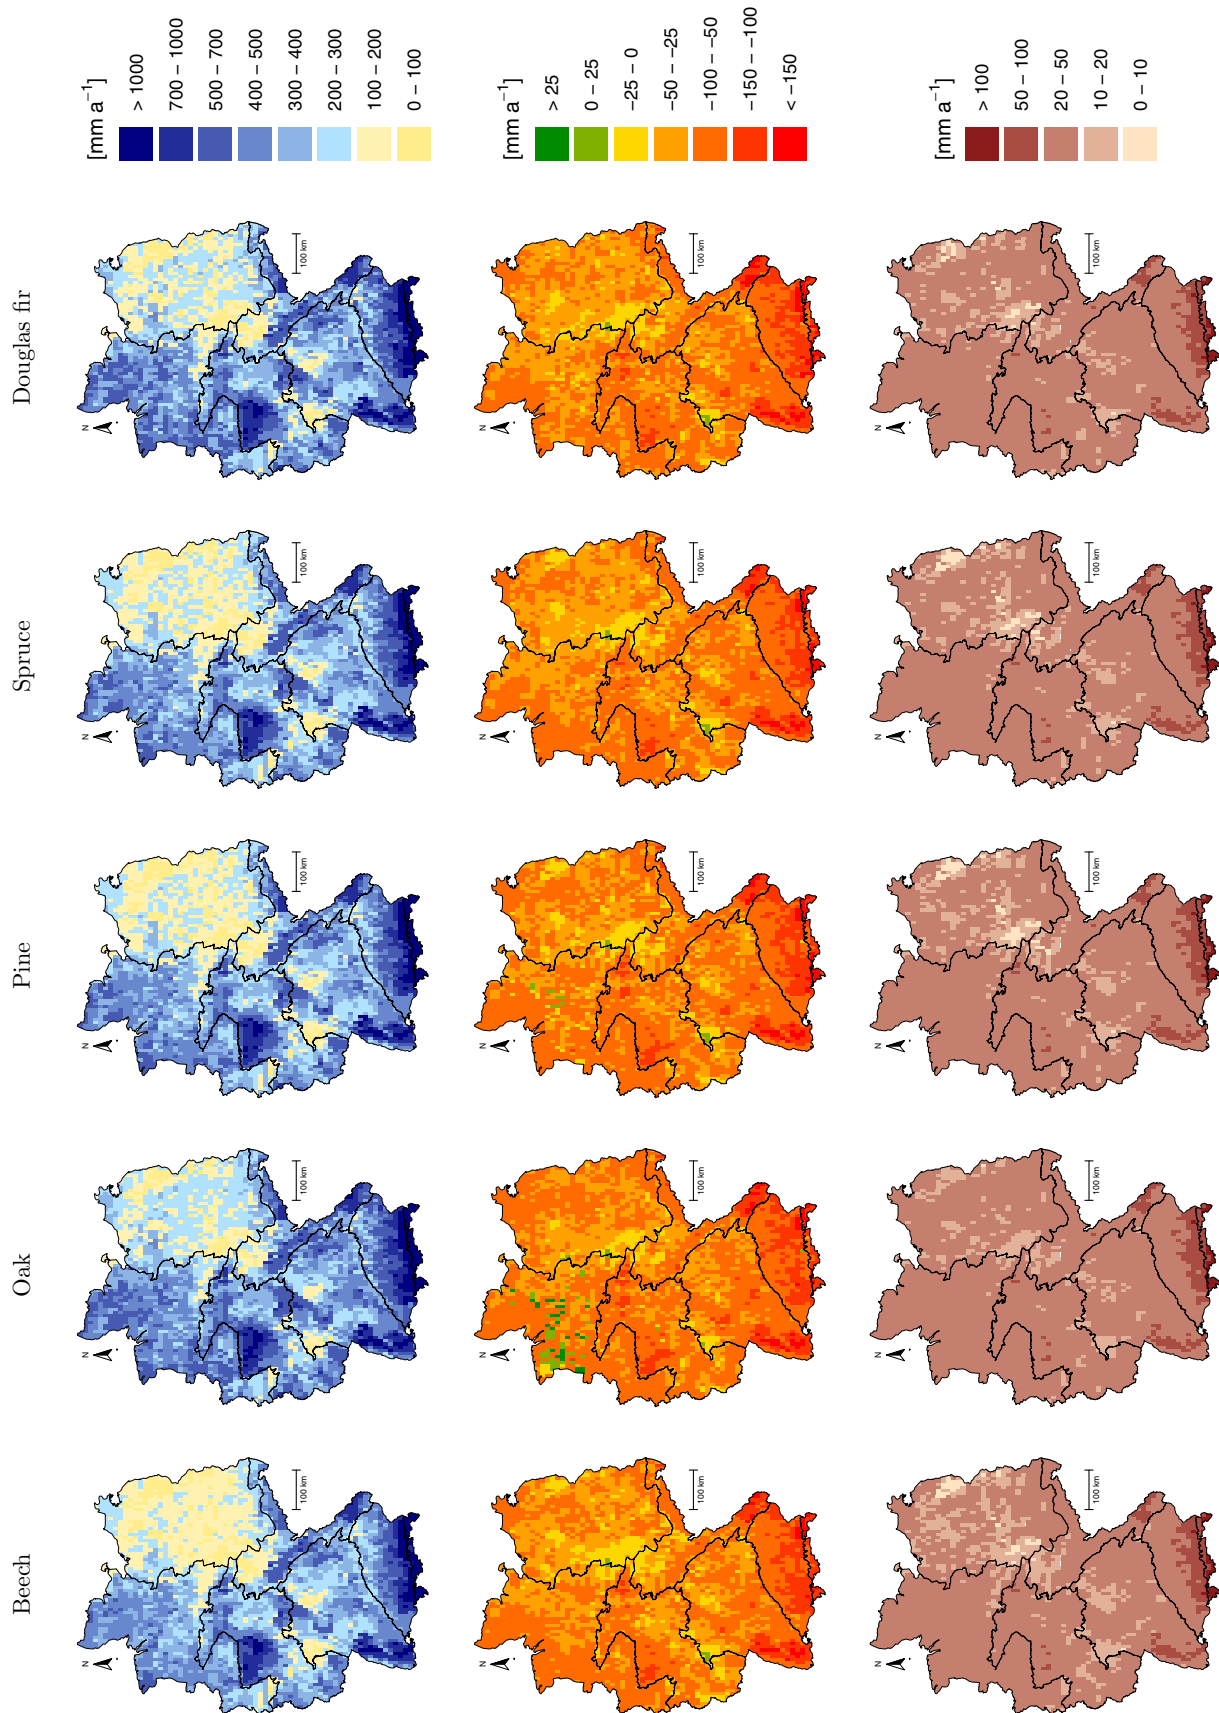 Beech
Oak
Pine
Spruce
Douglas fir
N
100 km
N
100 km
N
100 km
N
100 km
N
100 km
[mm a⁻¹]
> 1000
700 – 1000
500 – 700
400 – 500
300 – 400
200 – 300
100 – 200
0 – 100
N
100 km
N
100 km
N
100 km
N
100 km
N
100 km
[mm a⁻¹]
> 25
0 – 25
−25 – 0
−50 – −25
−100 – −50
−150 – −100
< −150
N
100 km
N
100 km
N
100 km
N
100 km
N
100 km
[mm a⁻¹]
> 100
50 – 100
20 – 50
10 – 20
0 – 10